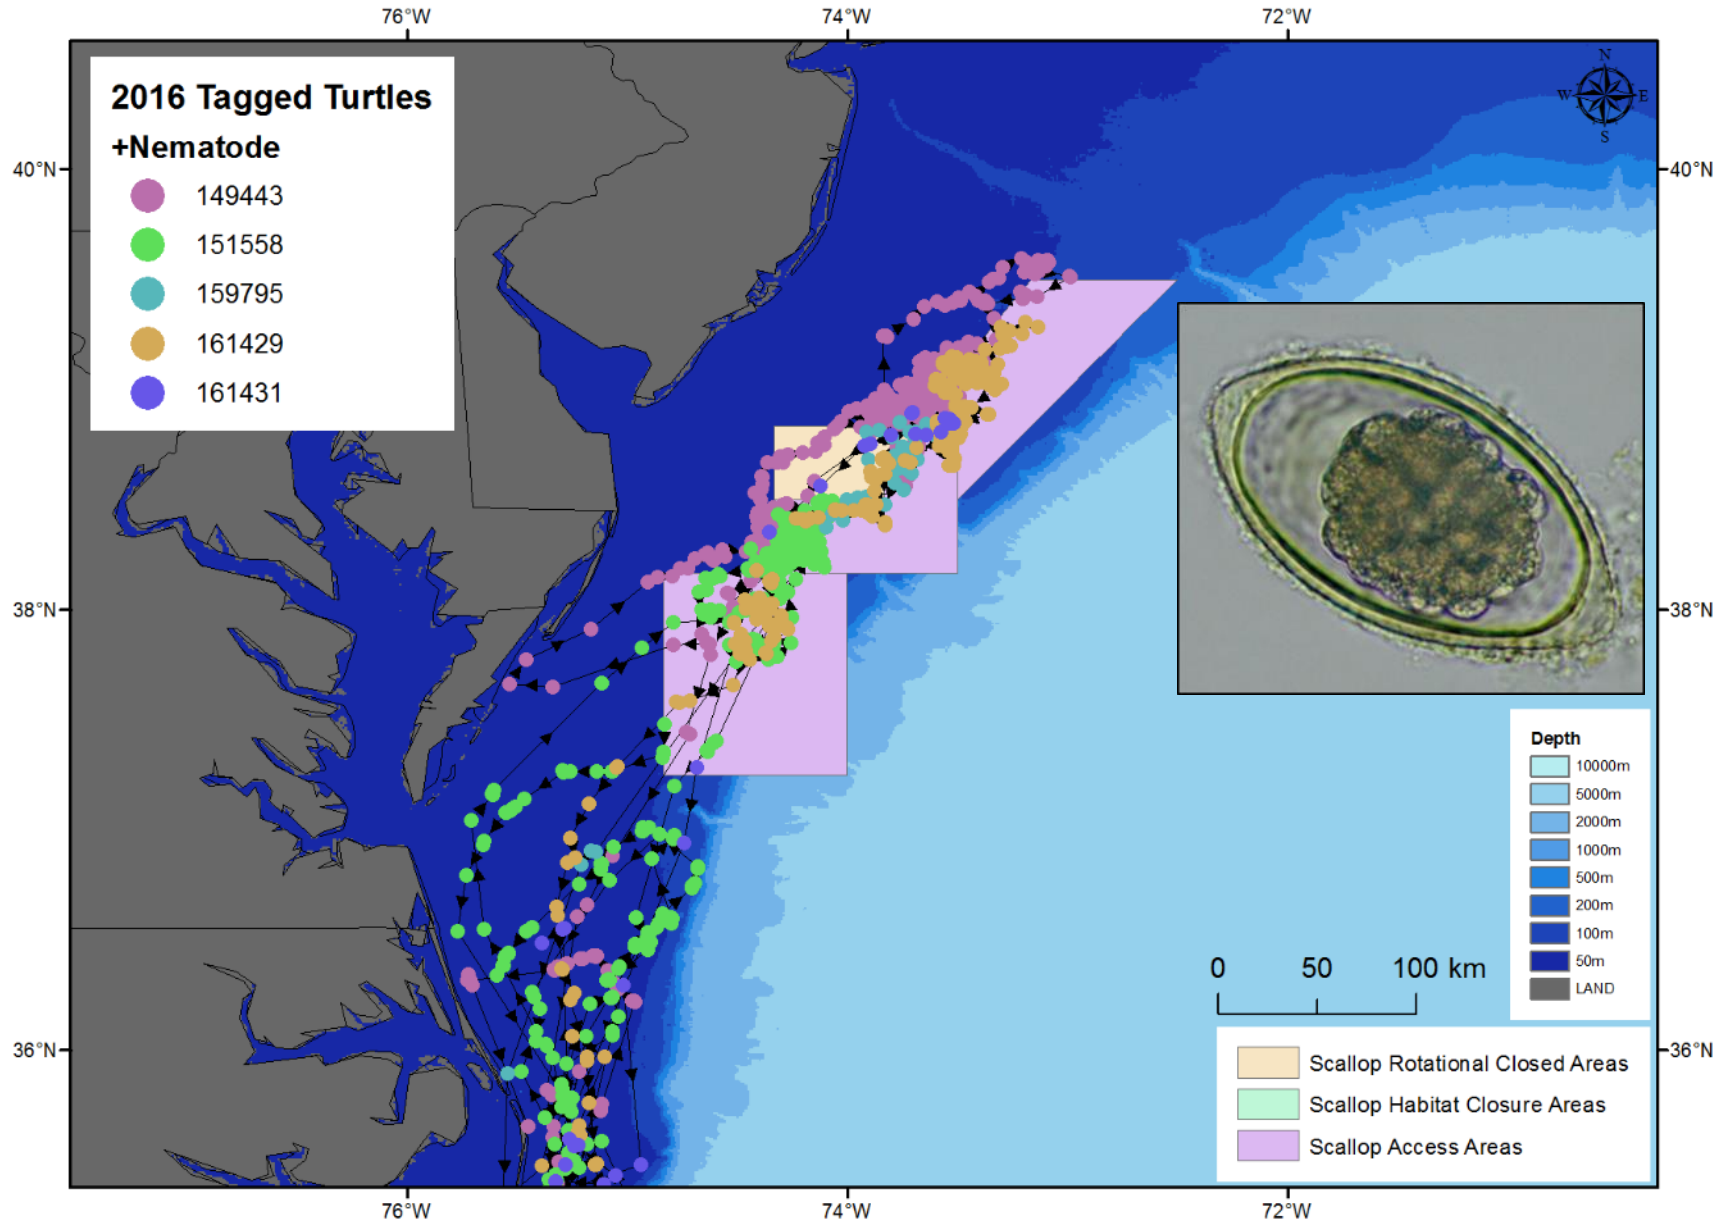 76°W 74°W 72°W
2016 Tagged Turtles
+Nematode
149443
151558
159795
161429
161431
N
W E
S
40°N 40°N
38°N 38°N
36°N 36°N
Depth
10000m
5000m
2000m
1000m
500m
200m
100m
50m
LAND
0 50 100 km
Scallop Rotational Closed Areas
Scallop Habitat Closure Areas
Scallop Access Areas
76°W 74°W 72°W